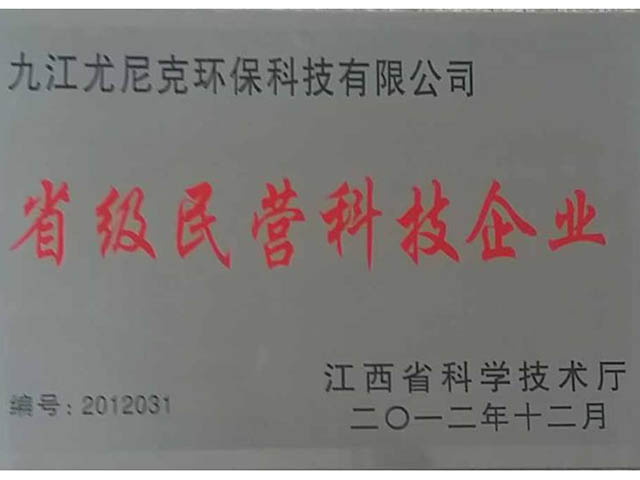 九江尤尼克环保科技有限公司
省级民营科技企业
江西省科学技术厅
编号：2012031
二〇一二年十二月